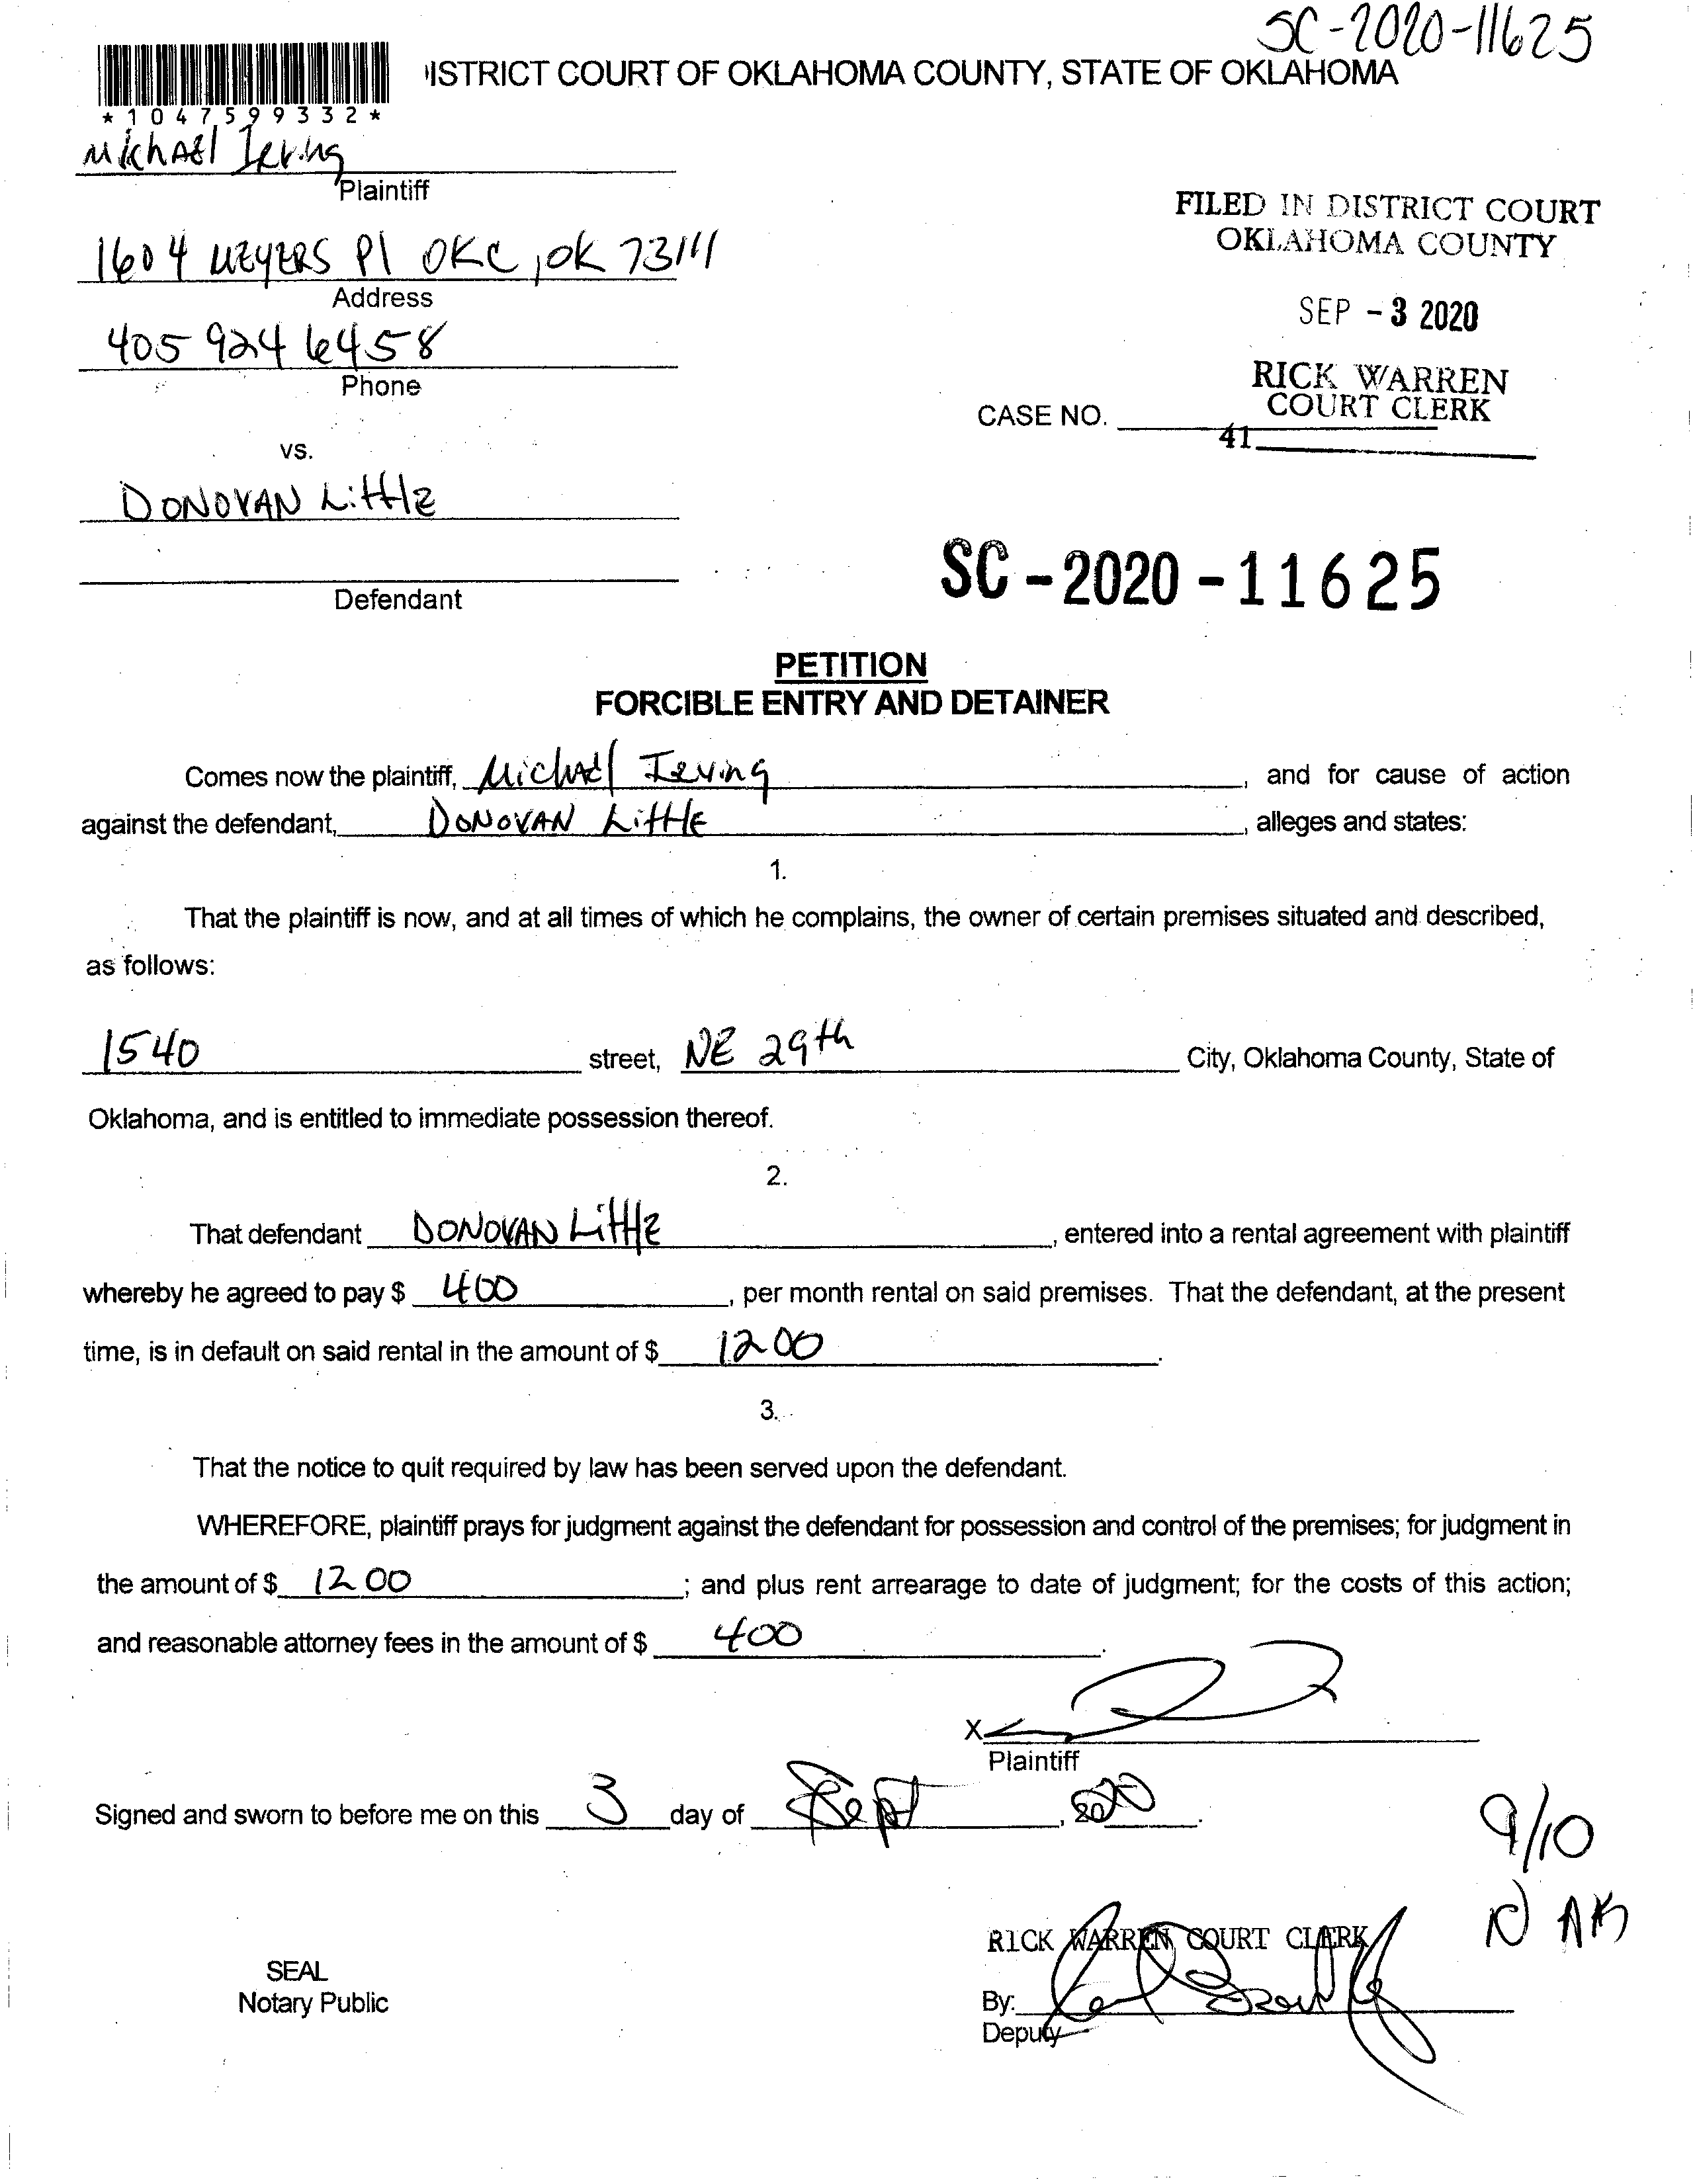 SC-2020-11625
ISTRICT COURT OF OKLAHOMA COUNTY, STATE OF OKLAHOMA
*1047599332*
Michael Irving
Plaintiff
FILED IN DISTRICT COURT
OKLAHOMA COUNTY
1604 Meyers Pl OKC, OK 73111
Address
SEP - 3 2020
405 924 6458
Phone
RICK WARREN
COURT CLERK
CASE NO.
41
vs.
DONOVAN Little
Defendant
SC - 2020 - 11625
PETITION
FORCIBLE ENTRY AND DETAINER
Comes now the plaintiff, Michael Irving, and for cause of action
against the defendant, DONOVAN Little, alleges and states:
1.
That the plaintiff is now, and at all times of which he complains, the owner of certain premises situated and described,
as follows:
1540 street, NE 29th City, Oklahoma County, State of
Oklahoma, and is entitled to immediate possession thereof.
2.
That defendant DONOVAN Little, entered into a rental agreement with plaintiff
whereby he agreed to pay $ 400, per month rental on said premises. That the defendant, at the present
time, is in default on said rental in the amount of $ 1200.
3.
That the notice to quit required by law has been served upon the defendant.
WHEREFORE, plaintiff prays for judgment against the defendant for possession and control of the premises; for judgment in
the amount of $ 1200; and plus rent arrearage to date of judgment; for the costs of this action;
and reasonable attorney fees in the amount of $ 400.
X
Plaintiff
Signed and sworn to before me on this 3 day of Sept, 2020.
9/10
RICK WARREN COURT CLERK
SEAL
Notary Public
By:
Deputy